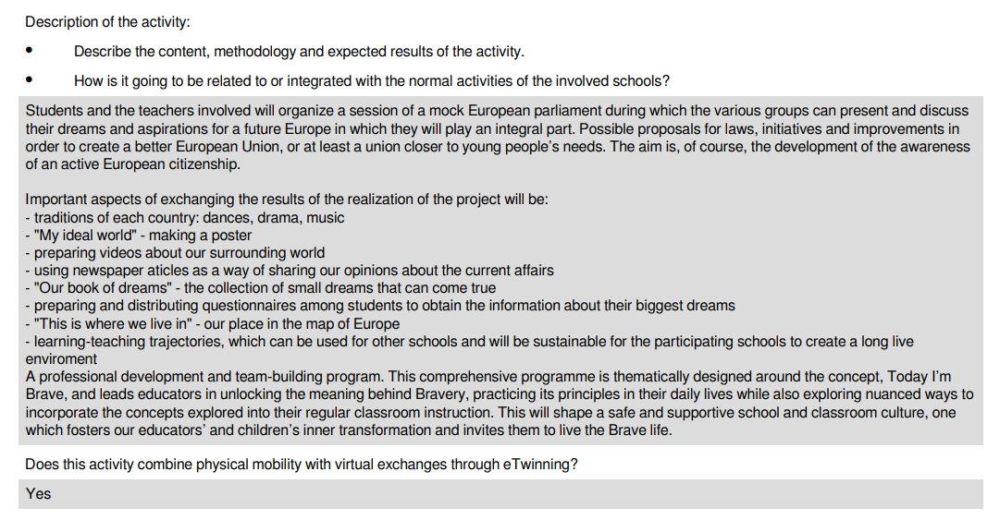 Description of the activity:
• Describe the content, methodology and expected results of the activity.
• How is it going to be related to or integrated with the normal activities of the involved schools?
Students and the teachers involved will organize a session of a mock European parliament during which the various groups can present and discuss
their dreams and aspirations for a future Europe in which they will play an integral part. Possible proposals for laws, initiatives and improvements in
order to create a better European Union, or at least a union closer to young people's needs. The aim is, of course, the development of the awareness
of an active European citizenship.
Important aspects of exchanging the results of the realization of the project will be:
- traditions of each country: dances, drama, music
- "My ideal world" - making a poster
- preparing videos about our surrounding world
- using newspaper aticles as a way of sharing our opinions about the current affairs
- "Our book of dreams" - the collection of small dreams that can come true
- preparing and distributing questionnaires among students to obtain the information about their biggest dreams
- "This is where we live in" - our place in the map of Europe
- learning-teaching trajectories, which can be used for other schools and will be sustainable for the participating schools to create a long live
enviroment
A professional development and team-building program. This comprehensive programme is thematically designed around the concept, Today I'm
Brave, and leads educators in unlocking the meaning behind Bravery, practicing its principles in their daily lives while also exploring nuanced ways to
incorporate the concepts explored into their regular classroom instruction. This will shape a safe and supportive school and classroom culture, one
which fosters our educators' and children's inner transformation and invites them to live the Brave life.
Does this activity combine physical mobility with virtual exchanges through eTwinning?
Yes